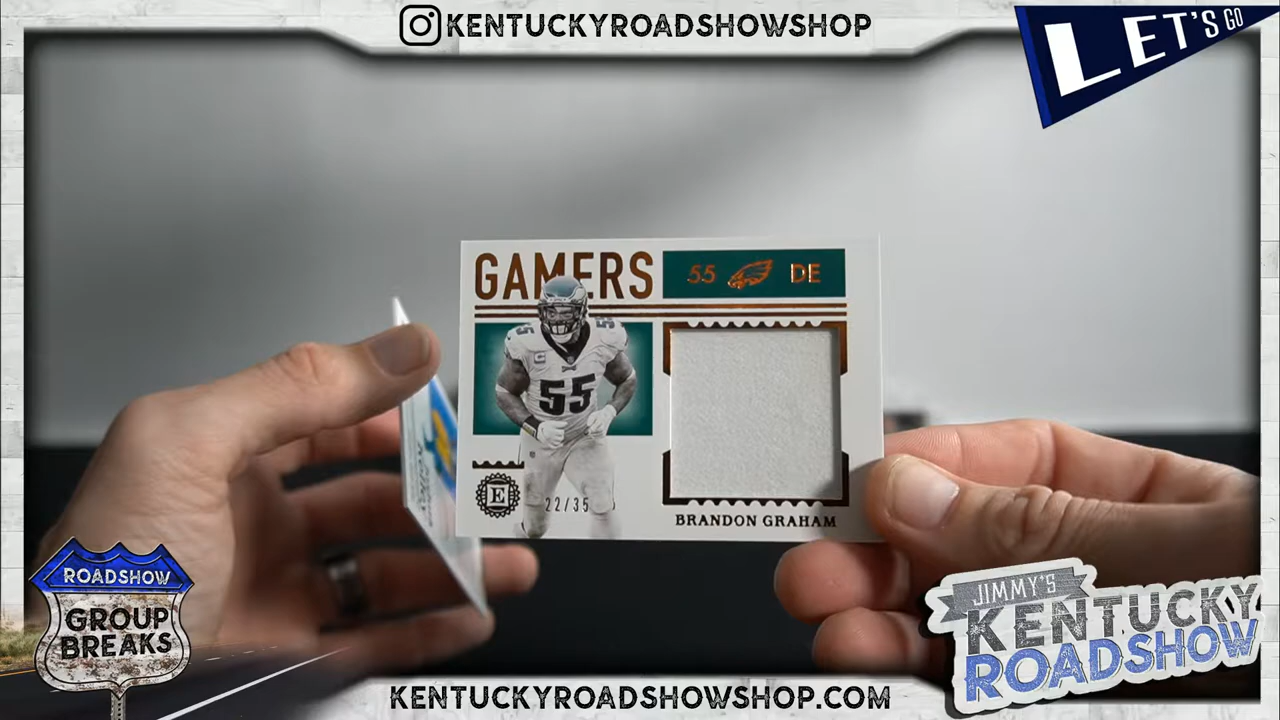 KENTUCKYROADSHOWSHOP
LET'S GO
GAMERS
55 DE
55
E
22/35
BRANDON GRAHAM
ROADSHOW
GROUP
BREAKS
JIMMY'S
KENTUCKY
ROADSHOW
KENTUCKYROADSHOWSHOP.COM